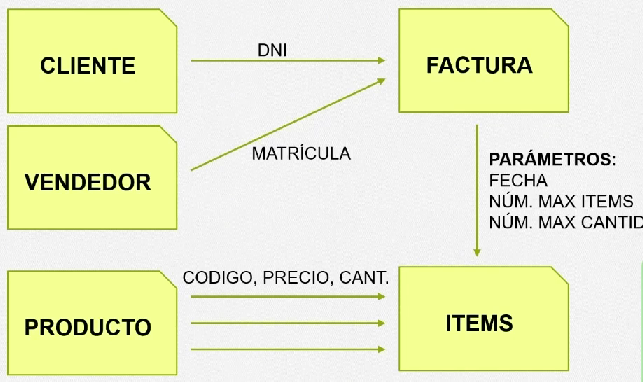 CLIENTE
DNI
FACTURA
VENDEDOR
MATRÍCULA
PARÁMETROS:
FECHA
NÚM. MAX ITEMS
NÚM. MAX CANTID
PRODUCTO
CODIGO, PRECIO, CANT.
ITEMS